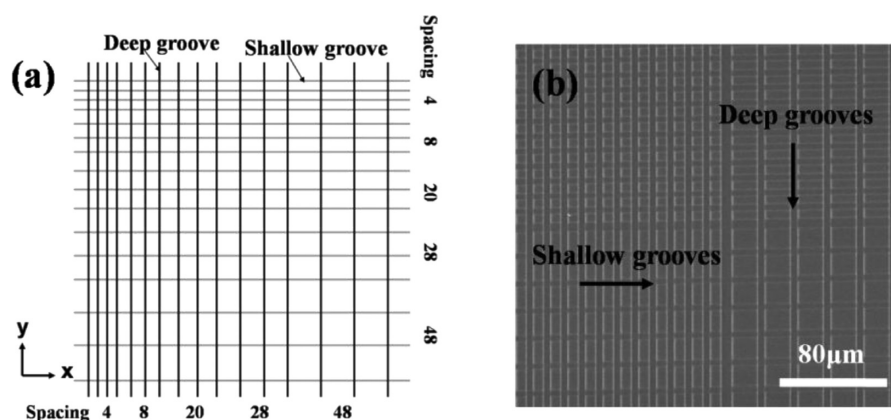 (a)
Deep groove
Shallow groove
Spacing
4
8
20
28
48
y
x
Spacing 4 8 20 28 48
(b)
Deep grooves
Shallow grooves
80μm